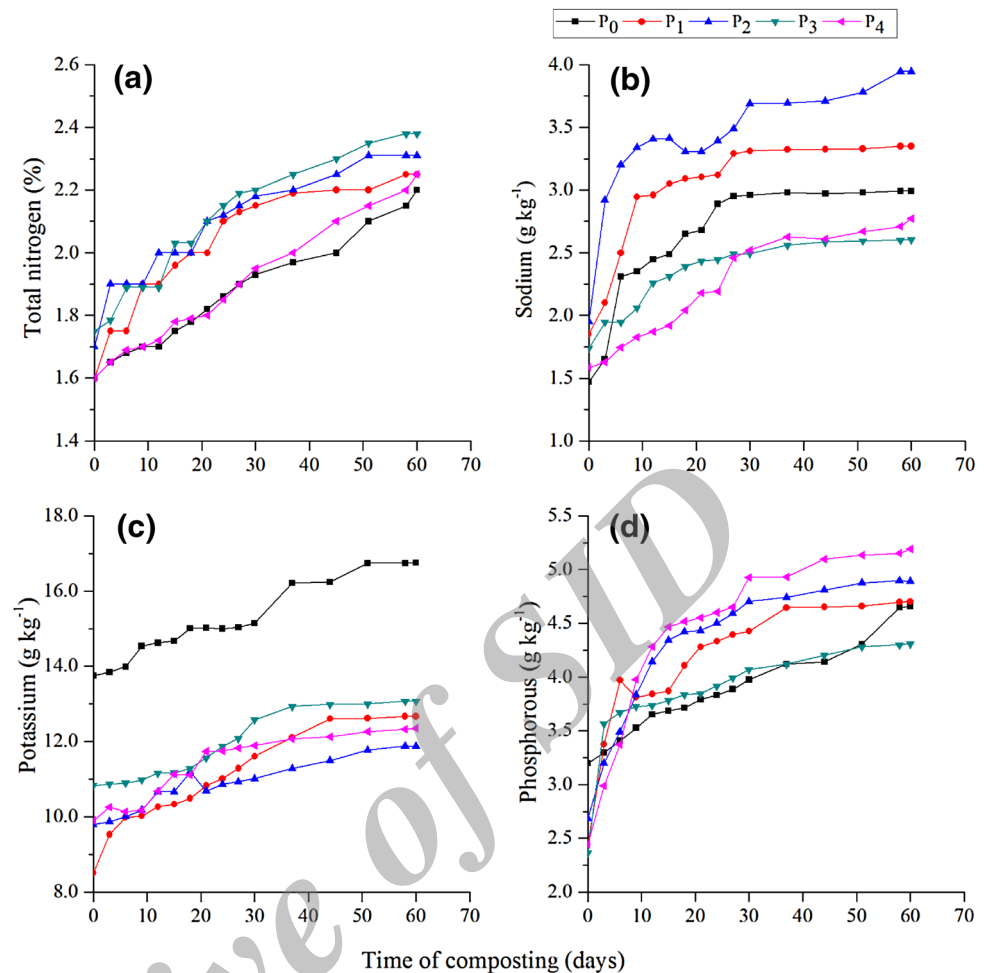 P0 P1 P2 P3 P4
(a)
Total nitrogen (%)
2.6
2.4
2.2
2.0
1.8
1.6
1.4
0 10 20 30 40 50 60 70
(b)
Sodium (g kg-1)
4.0
3.5
3.0
2.5
2.0
1.5
1.0
0 10 20 30 40 50 60 70
(c)
Potassium (g kg-1)
18.0
16.0
14.0
12.0
10.0
8.0
0 10 20 30 40 50 60 70
(d)
Phosphorous (g kg-1)
5.5
5.0
4.5
4.0
3.5
3.0
2.5
2.0
0 10 20 30 40 50 60 70
Time of composting (days)
of SID